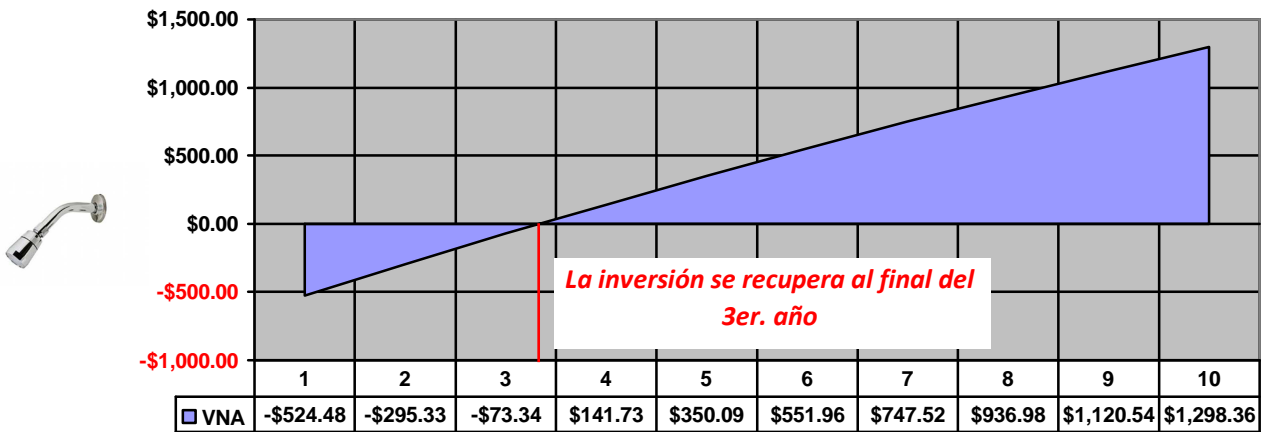 $1,500.00
$1,000.00
$500.00
$0.00
-$500.00
-$1,000.00
La inversión se recupera al final del
3er. año
1 2 3 4 5 6 7 8 9 10
VNA -$524.48 -$295.33 -$73.34 $141.73 $350.09 $551.96 $747.52 $936.98 $1,120.54 $1,298.36